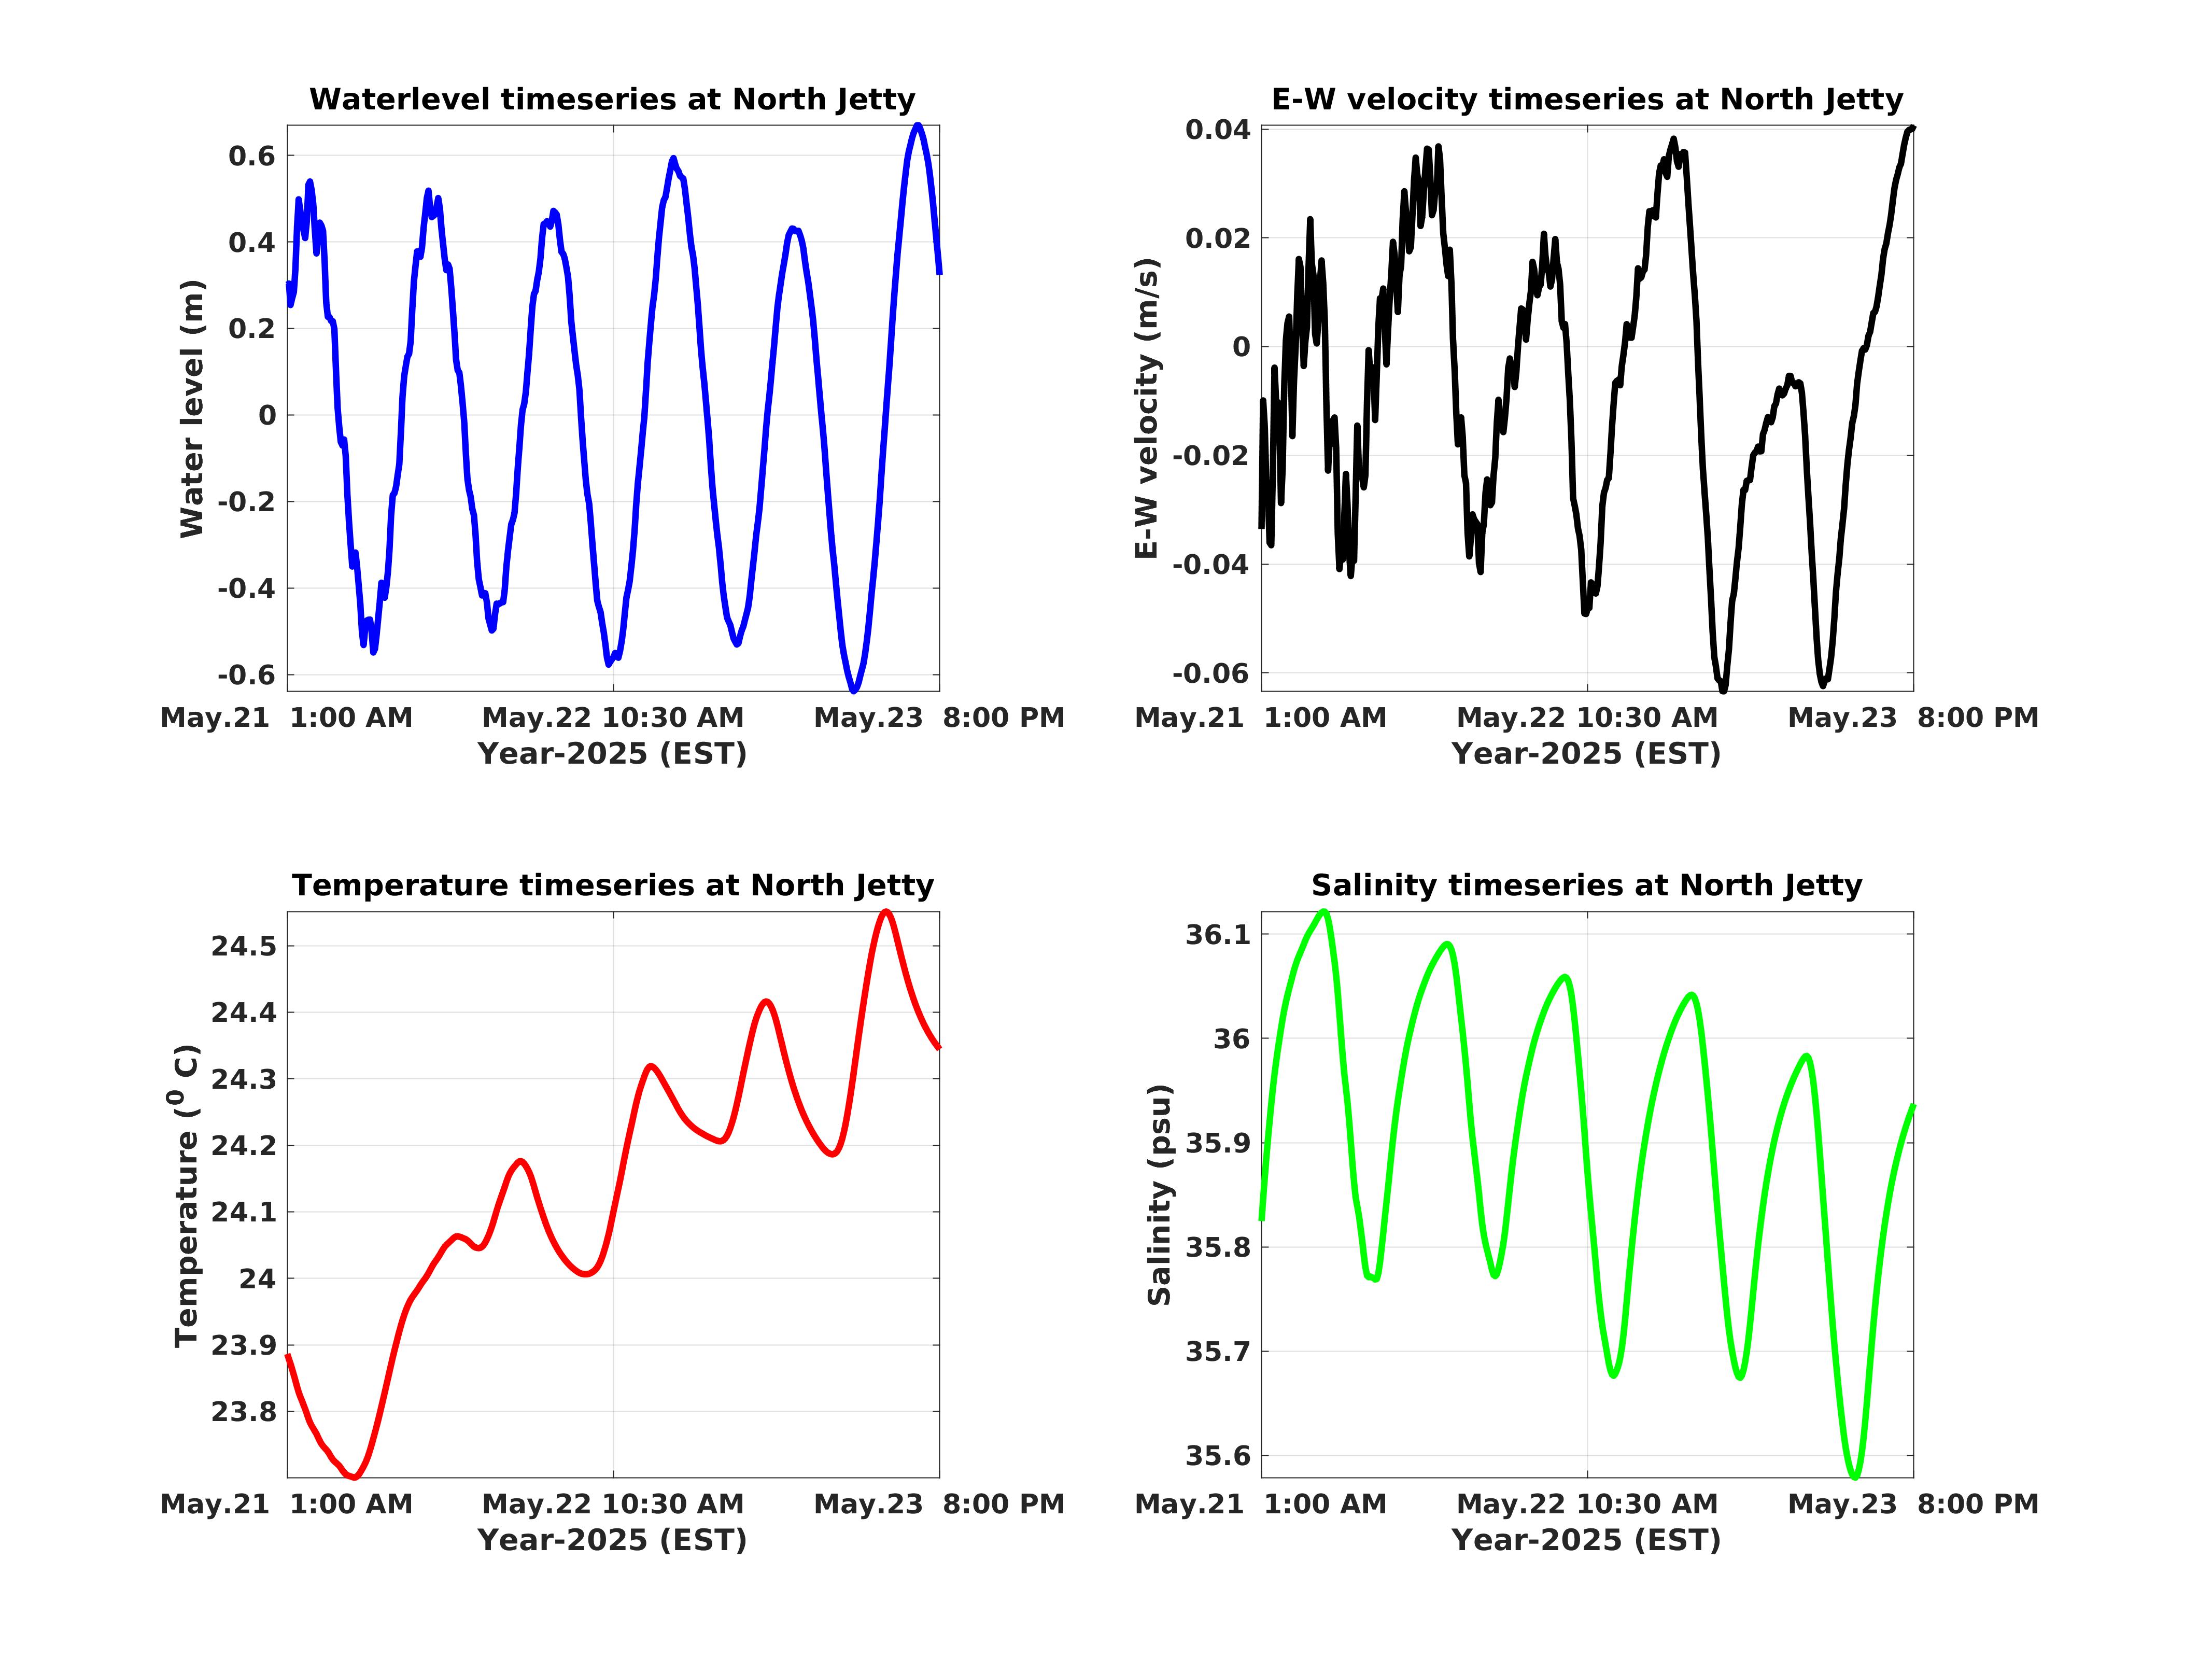 Waterlevel timeseries at North Jetty
Water level (m)
0.6
0.4
0.2
0
-0.2
-0.4
-0.6
May.21 1:00 AM
May.22 10:30 AM
May.23 8:00 PM
Year-2025 (EST)
E-W velocity timeseries at North Jetty
E-W velocity (m/s)
0.04
0.02
0
-0.02
-0.04
-0.06
May.21 1:00 AM
May.22 10:30 AM
May.23 8:00 PM
Year-2025 (EST)
Temperature timeseries at North Jetty
Temperature (⁰ C)
24.5
24.4
24.3
24.2
24.1
24
23.9
23.8
May.21 1:00 AM
May.22 10:30 AM
May.23 8:00 PM
Year-2025 (EST)
Salinity timeseries at North Jetty
Salinity (psu)
36.1
36
35.9
35.8
35.7
35.6
May.21 1:00 AM
May.22 10:30 AM
May.23 8:00 PM
Year-2025 (EST)